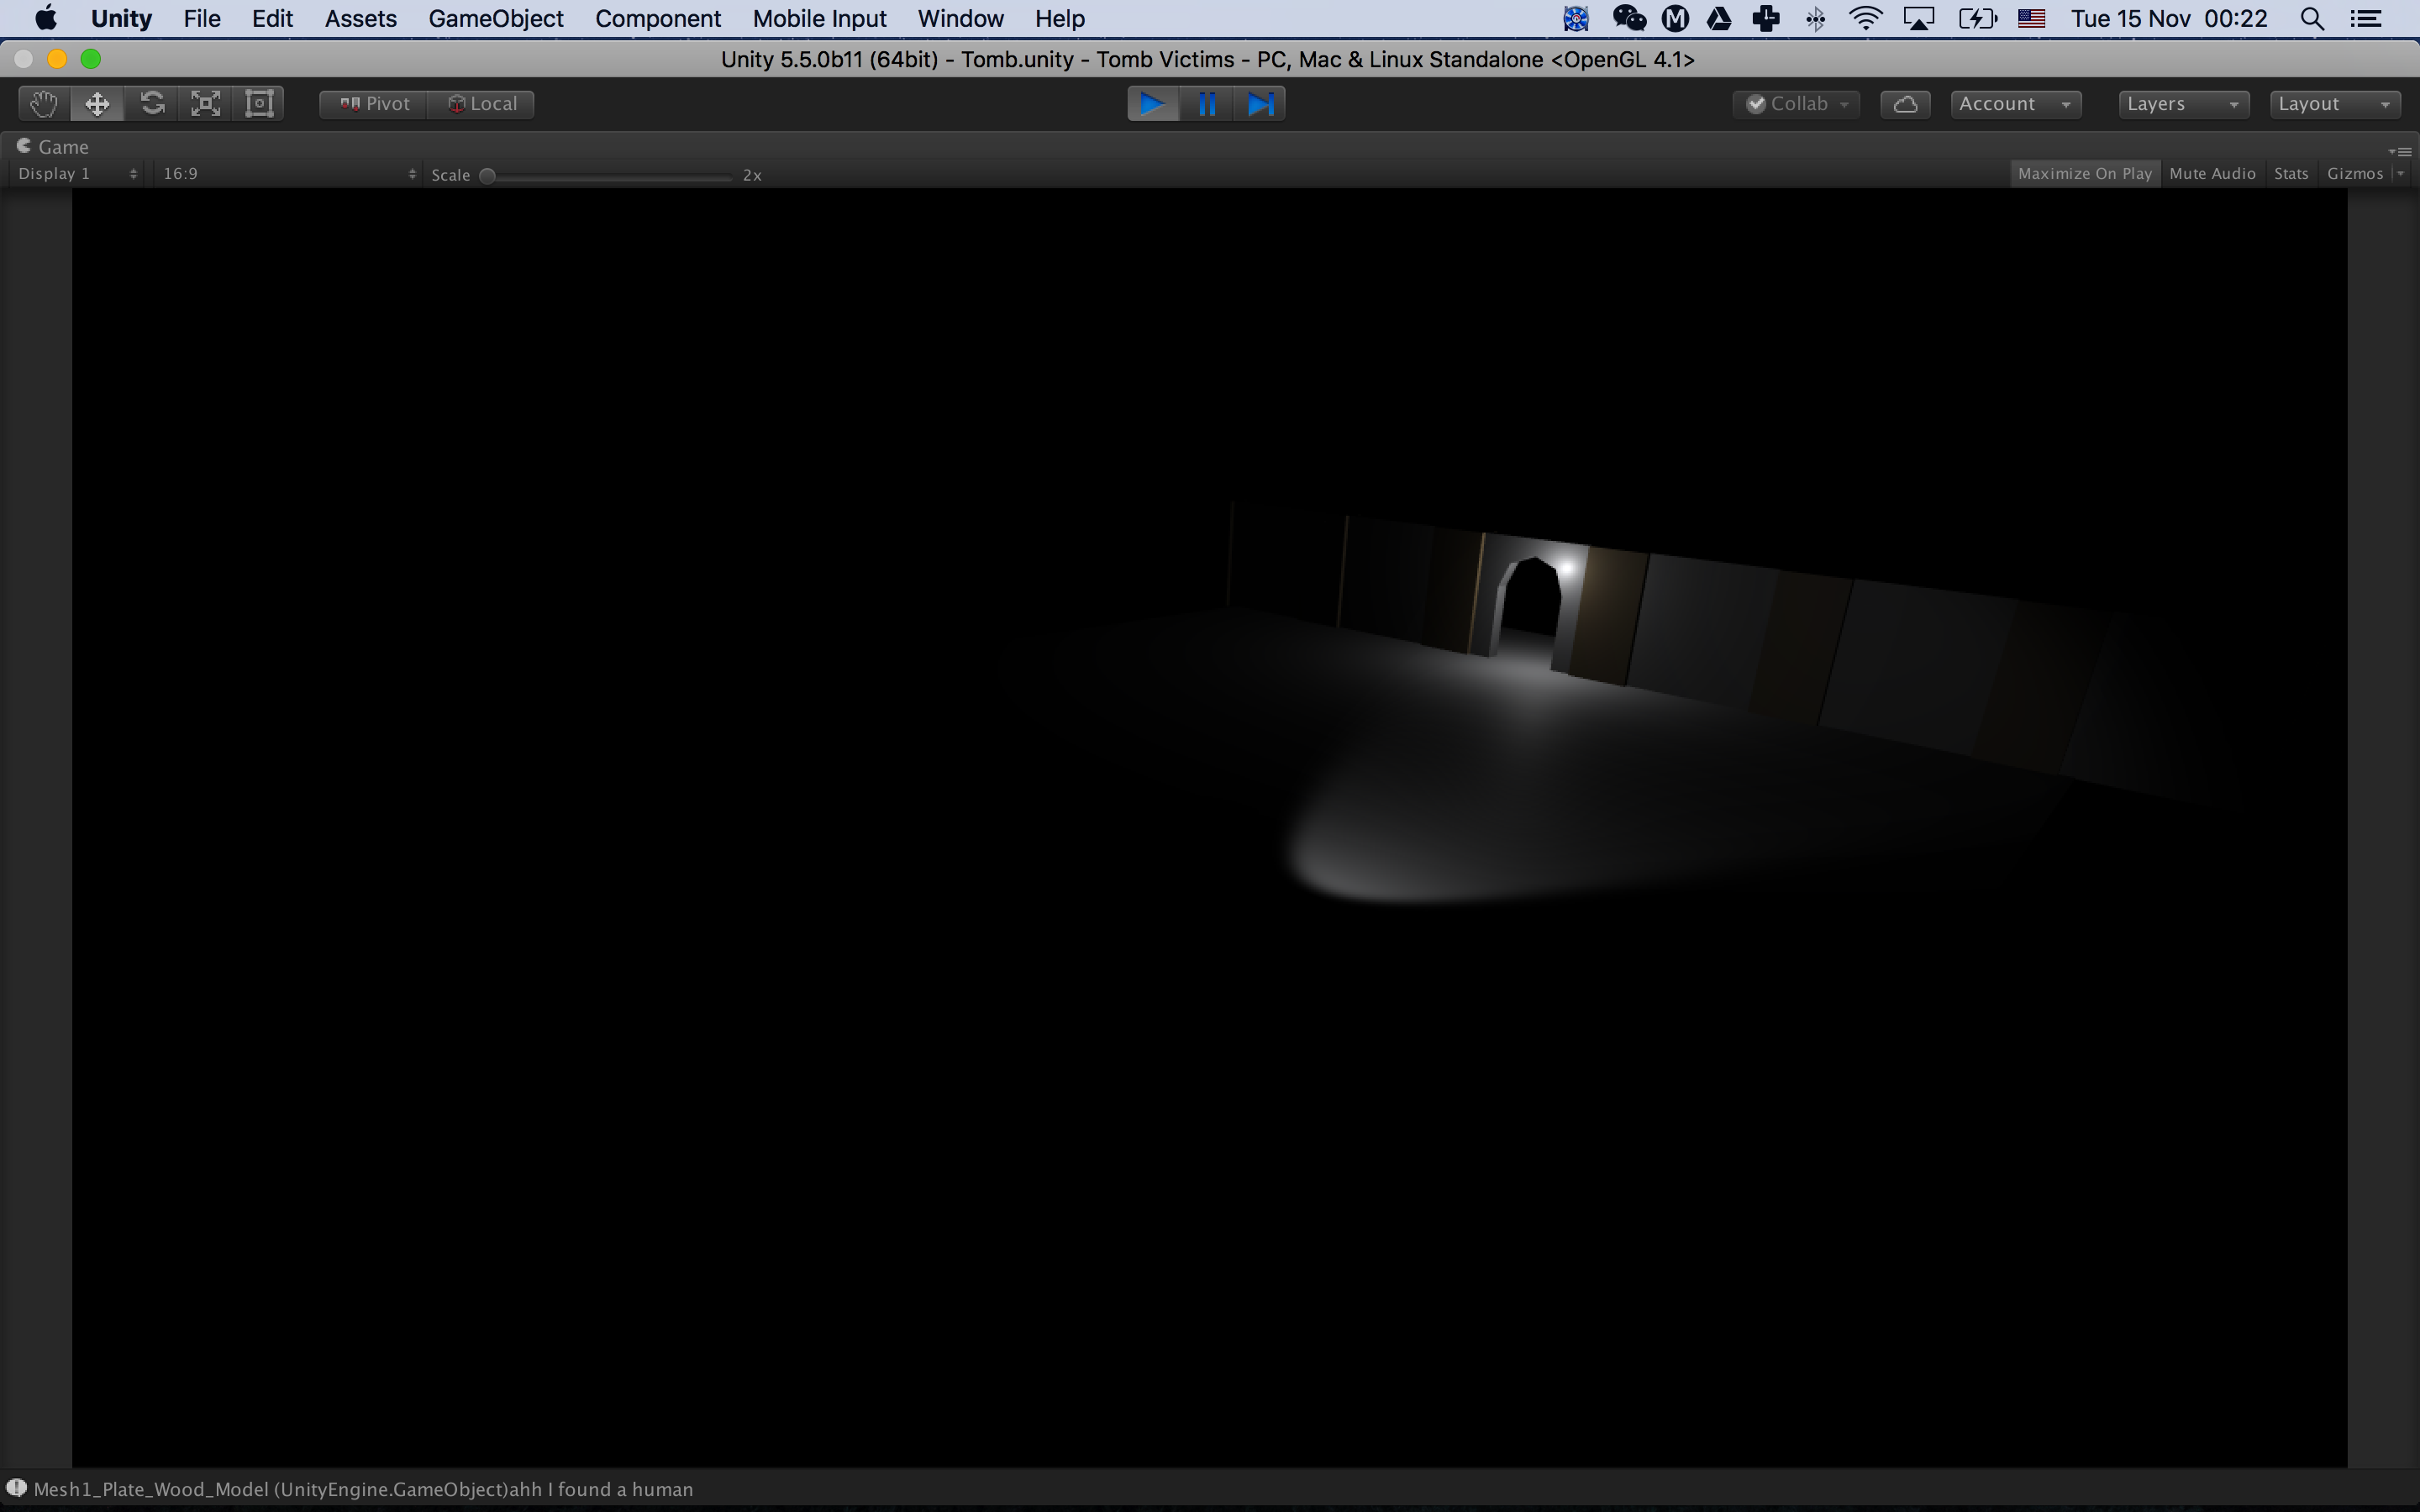 Unity File Edit Assets GameObject Component Mobile Input Window Help Tue 15 Nov 00:22
Unity 5.5.0b11 (64bit) - Tomb.unity - Tomb Victims - PC, Mac & Linux Standalone <OpenGL 4.1>
Pivot Local Collab Account Layers Layout
Game
Display 1 16:9 Scale 2x Maximize On Play Mute Audio Stats Gizmos
Mesh1_Plate_Wood_Model (UnityEngine.GameObject)ahh I found a human